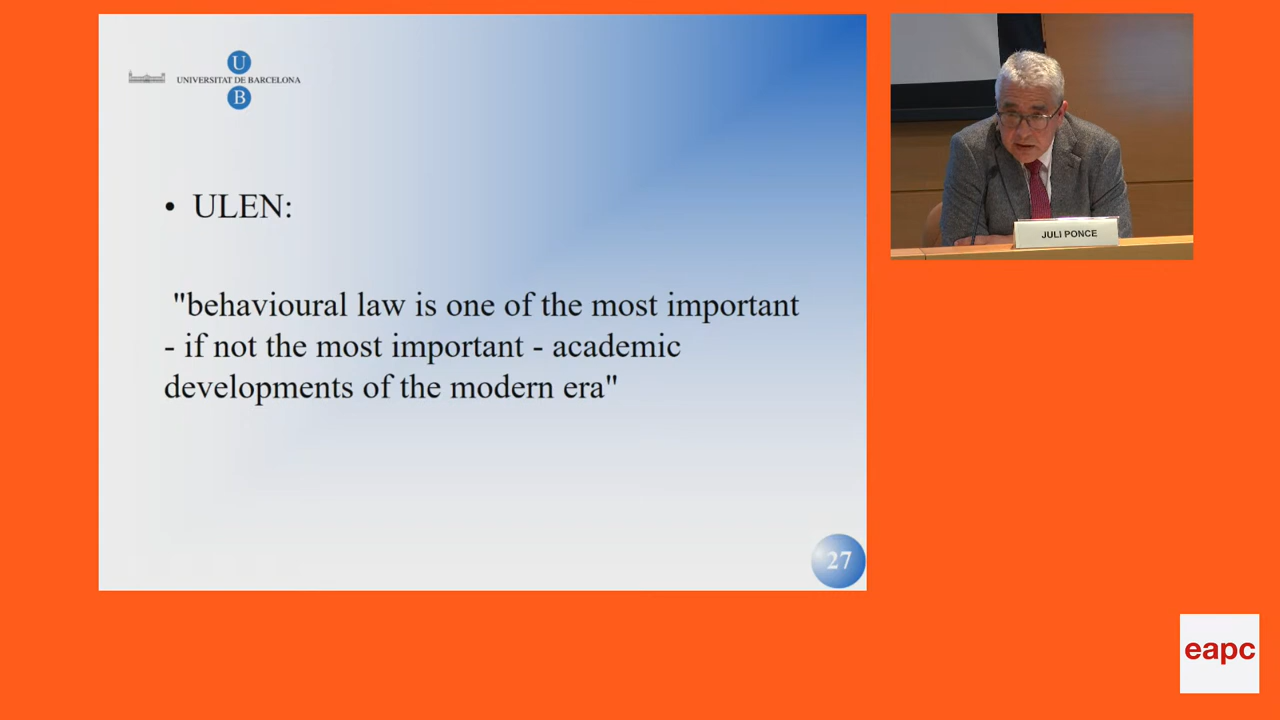 U
UNIVERSITAT DE BARCELONA
B
• ULEN:
"behavioural law is one of the most important
- if not the most important - academic
developments of the modern era"
27
JULI PONCE
eapc